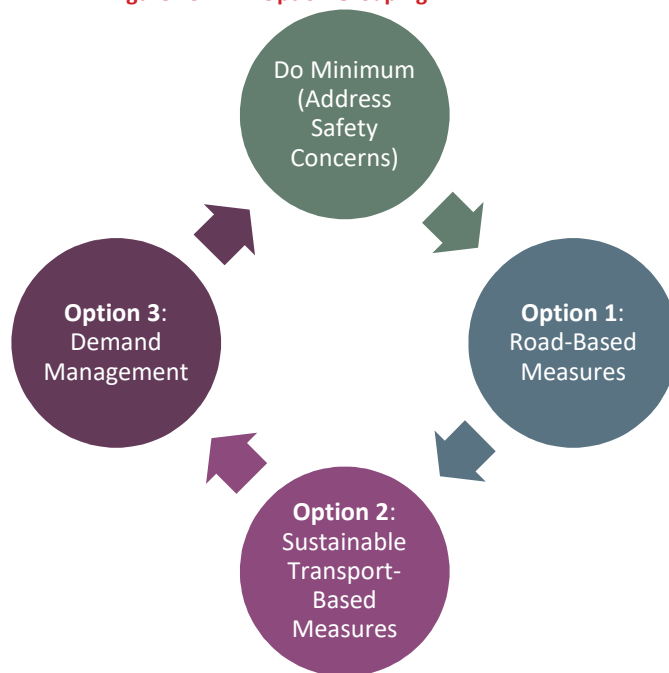 Do Minimum
(Address
Safety
Concerns)
Option 1:
Road-Based
Measures
Option 2:
Sustainable
Transport-
Based
Measures
Option 3:
Demand
Management